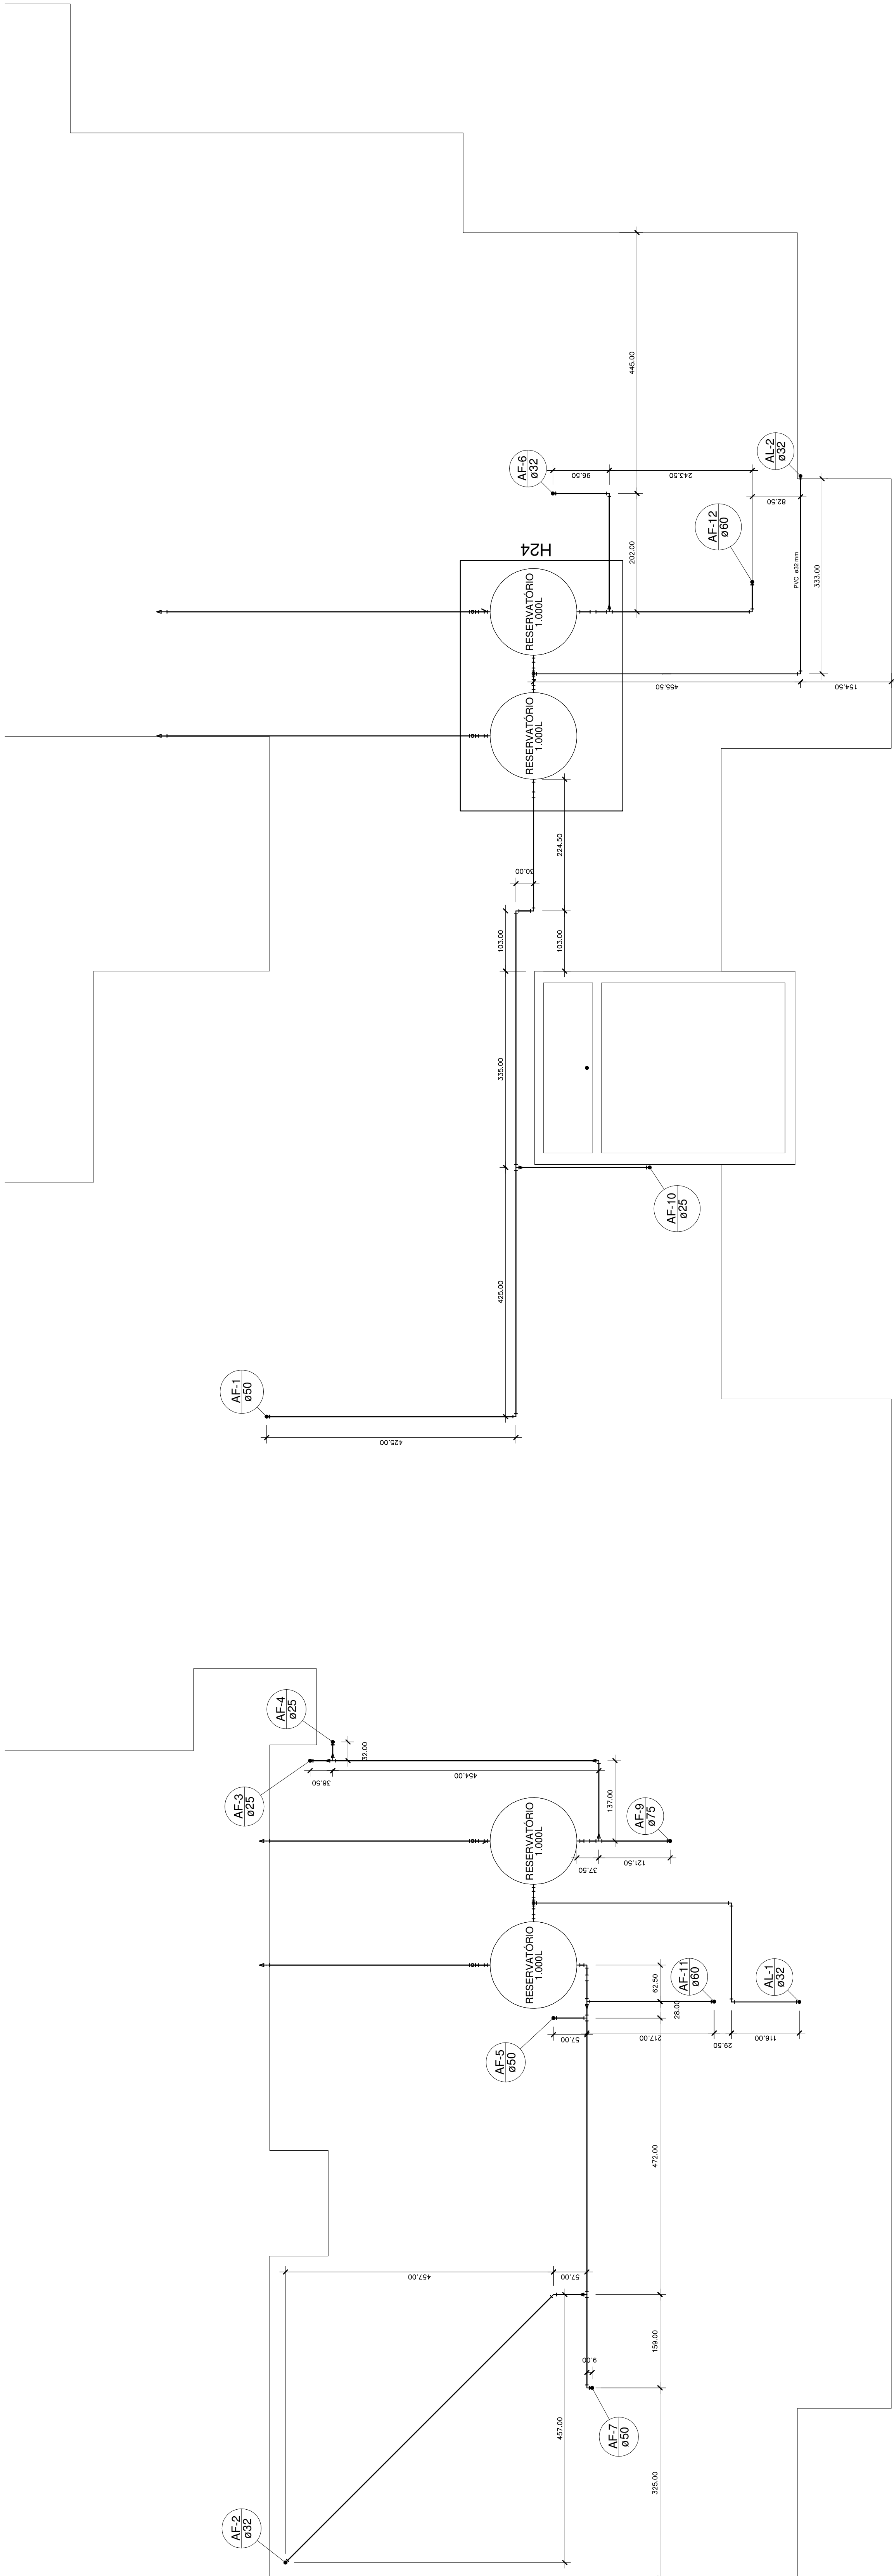 445.00
AF-6
ø32
96.50
243.50
AL-2
ø32
82.50
AF-12
ø60
H24
202.00
PVC ø32mm
333.00
RESERVATÓRIO
1.000L
455.50
154.50
RESERVATÓRIO
1.000L
224.50
30.00
103.00
103.00
335.00
AF-10
ø25
425.00
AF-1
ø50
425.00
AF-4
ø25
32.00
AF-3
ø25
38.50
454.00
137.00
AF-9
ø75
RESERVATÓRIO
1.000L
37.50
121.50
RESERVATÓRIO
1.000L
AF-11
ø60
62.50
AL-1
ø32
28.00
AF-5
ø50
57.00
217.00
29.50
116.00
472.00
457.00
57.00
159.00
9.00
457.00
AF-7
ø50
325.00
AF-2
ø32